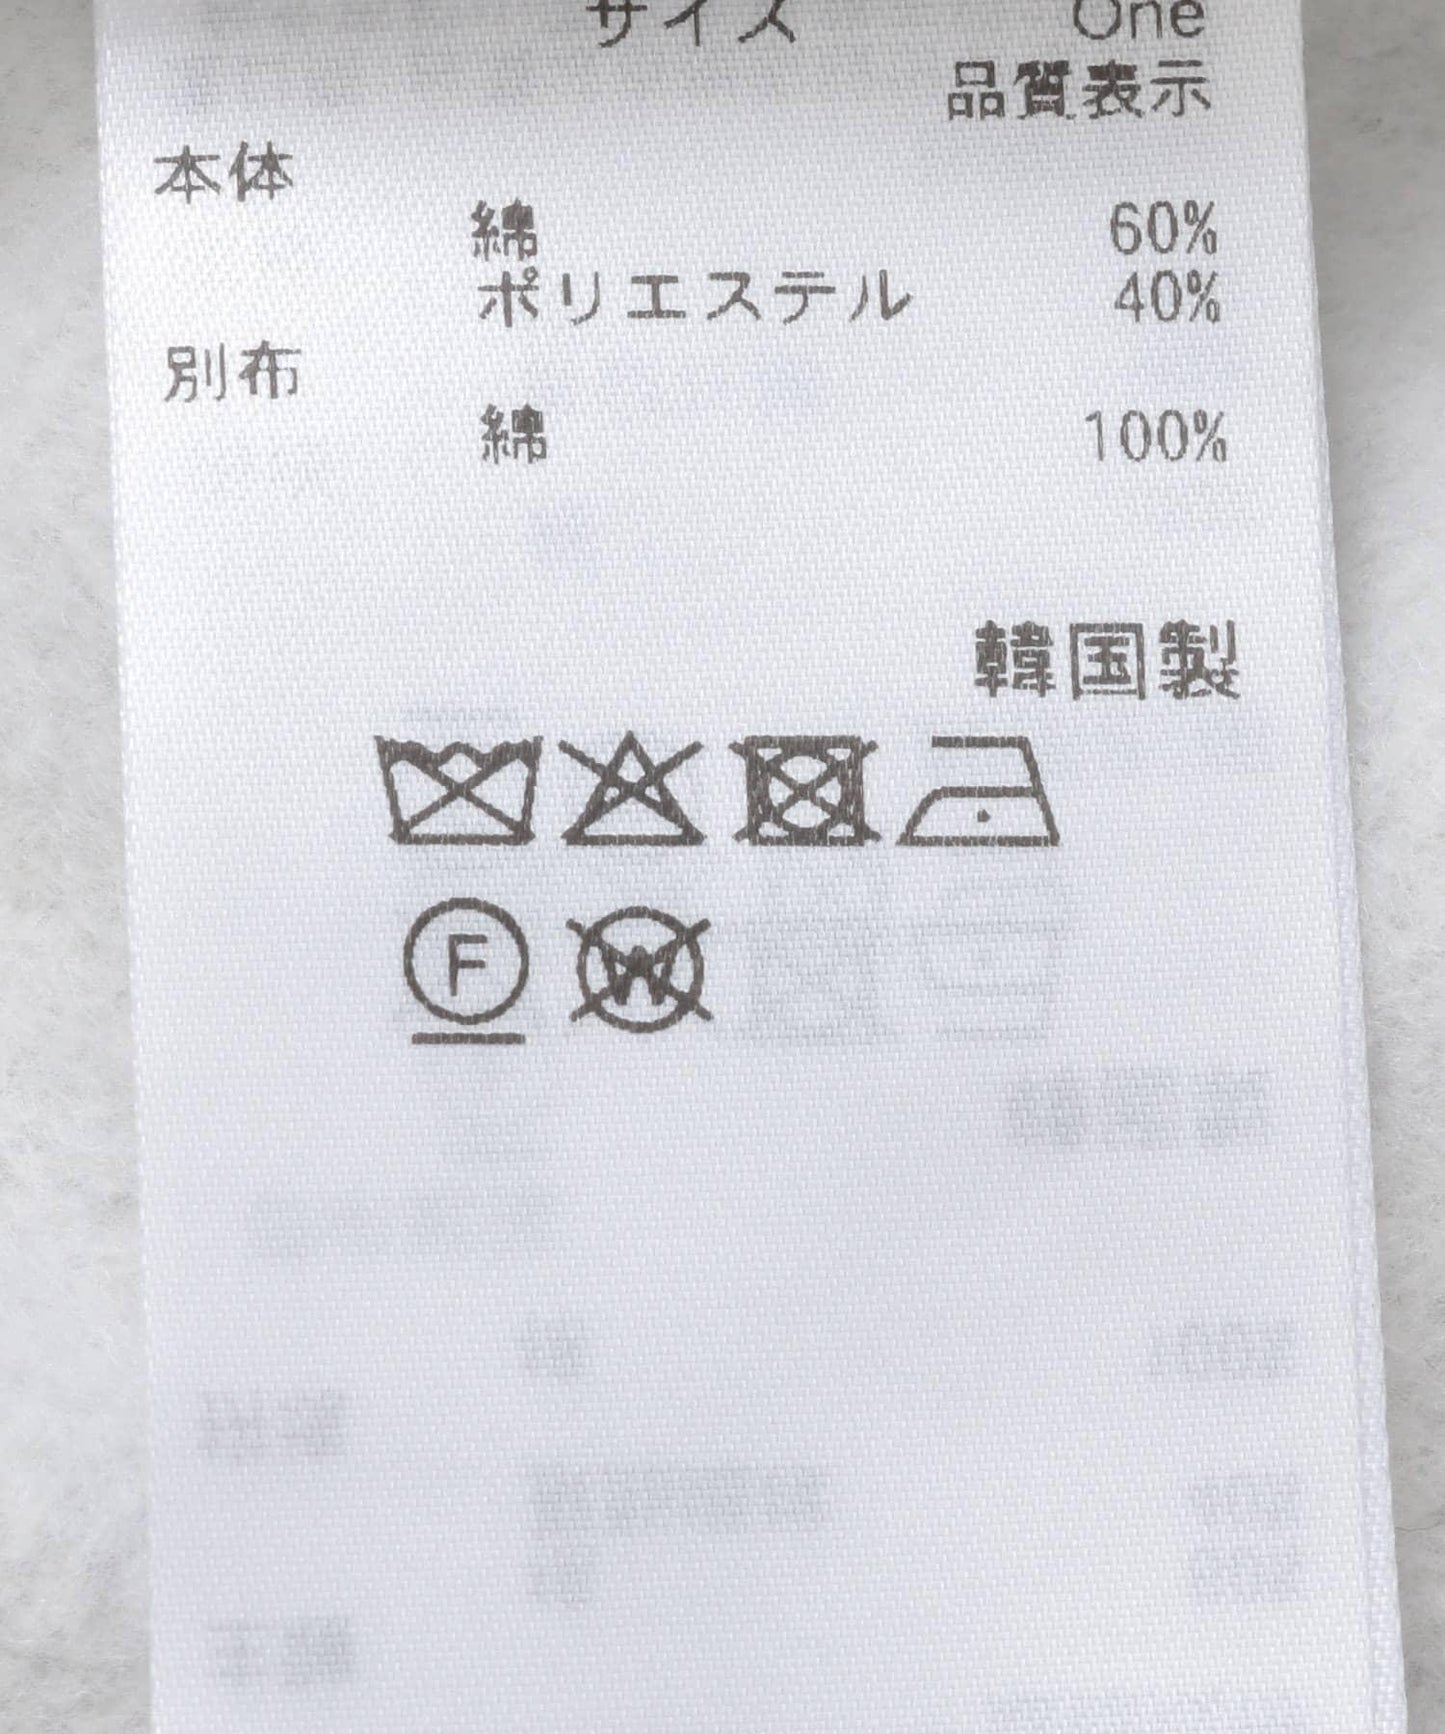 サイズ One
品質表示
本体
綿 60%
ポリエステル 40%
別布
綿 100%
韓国製
F
W